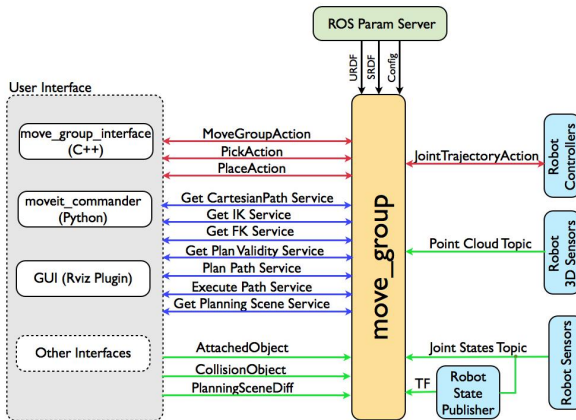 ROS Param Server
URDF
SRDF
Config
User Interface
move_group_interface
(C++)
moveit_commander
(Python)
GUI (Rviz Plugin)
Other Interfaces
MoveGroupAction
PickAction
PlaceAction
Get CartesianPath Service
Get IK Service
Get FK Service
Get Plan Validity Service
Plan Path Service
Execute Path Service
Get Planning Scene Service
AttachedObject
CollisionObject
PlanningSceneDiff
move_group
JointTrajectoryAction
Robot
Controllers
Point Cloud Topic
Robot
3D Sensors
Joint States Topic
Robot Sensors
TF
Robot
State
Publisher